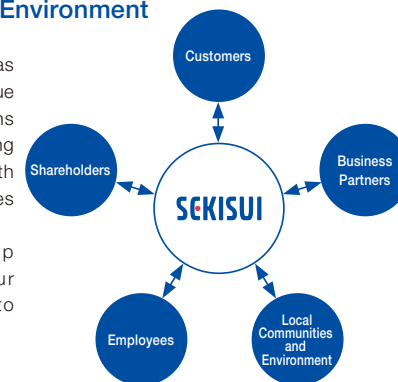 Environment
Customers
Shareholders
Business
Partners
SEKISUI
Employees
Local
Communities
and
Environment